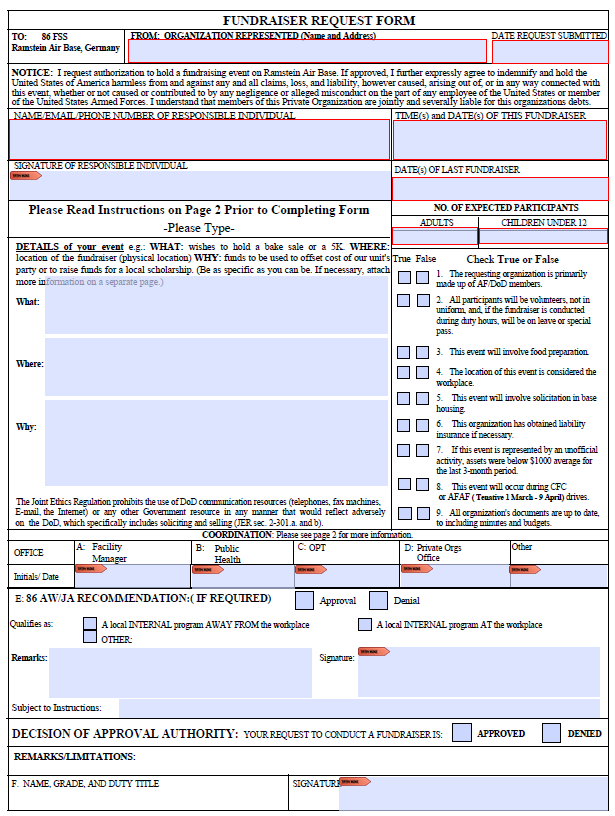 FUNDRAISER REQUEST FORM
TO: 86 FSS
Ramstein Air Base, Germany
FROM: ORGANIZATION REPRESENTED (Name and Address)
DATE REQUEST SUBMITTED
NOTICE: I request authorization to hold a fundraising event on Ramstein Air Base. If approved, I further expressly agree to indemnify and hold the
United States of America harmless from and against any and all claims, loss, and liability, however caused, arising out of, or in any way connected with
this event, whether or not caused or contributed to by any negligence or alleged misconduct on the part of any employee of the United States or member
of the United States Armed Forces. I understand that members of this Private Organization are jointly and severally liable for this organizations debts.
NAME/EMAIL/PHONE NUMBER OF RESPONSIBLE INDIVIDUAL
TIME(s) and DATE(s) OF THIS FUNDRAISER
SIGNATURE OF RESPONSIBLE INDIVIDUAL
DATE(s) OF LAST FUNDRAISER
Please Read Instructions on Page 2 Prior to Completing Form
-Please Type-
NO. OF EXPECTED PARTICIPANTS
ADULTS
CHILDREN UNDER 12
DETAILS of your event e.g.: WHAT: wishes to hold a bake sale or a 5K. WHERE:
location of the fundraiser (physical location) WHY: funds to be used to offset cost of our unit's
party or to raise funds for a local scholarship. (Be as specific as you can be. If necessary, attach
more information on a separate page.)
What:
Where:
Why:
The Joint Ethics Regulation prohibits the use of DoD communication resources (telephones, fax machines,
E-mail, the Internet) or any other Government resource in any manner that would reflect adversely
on the DoD, which specifically includes soliciting and selling (JER sec. 2-301.a. and b).
True False Check True or False
1. The requesting organization is primarily
made up of AF/DoD members.
2. All participants will be volunteers, not in
uniform, and, if the fundraiser is conducted
during duty hours, will be on leave or special
pass.
3. This event will involve food preparation.
4. The location of this event is considered the
workplace.
5. This event will involve solicitation in base
housing.
6. This organization has obtained liability
insurance if necessary.
7. If this event is represented by an unofficial
activity, assets were below $1000 average for
the last 3-month period.
8. This event will occur during CFC
or AFAF ( Tenative 1 March - 9 April) drives.
9. All organization's documents are up to date,
to including minutes and budgets.
COORDINATION: Please see page 2 for more information.
OFFICE
A: Facility
Manager
B: Public
Health
C: OPT
D: Private Orgs
Office
Other
Initials/ Date
E: 86 AW/JA RECOMMENDATION:( IF REQUIRED)
Approval
Denial
Qualifies as:
A local INTERNAL program AWAY FROM the workplace
A local INTERNAL program AT the workplace
OTHER:
Remarks:
Signature:
Subject to Instructions:
DECISION OF APPROVAL AUTHORITY: YOUR REQUEST TO CONDUCT A FUNDRAISER IS:
APPROVED
DENIED
REMARKS/LIMITATIONS:
F. NAME, GRADE, AND DUTY TITLE
SIGNATURE